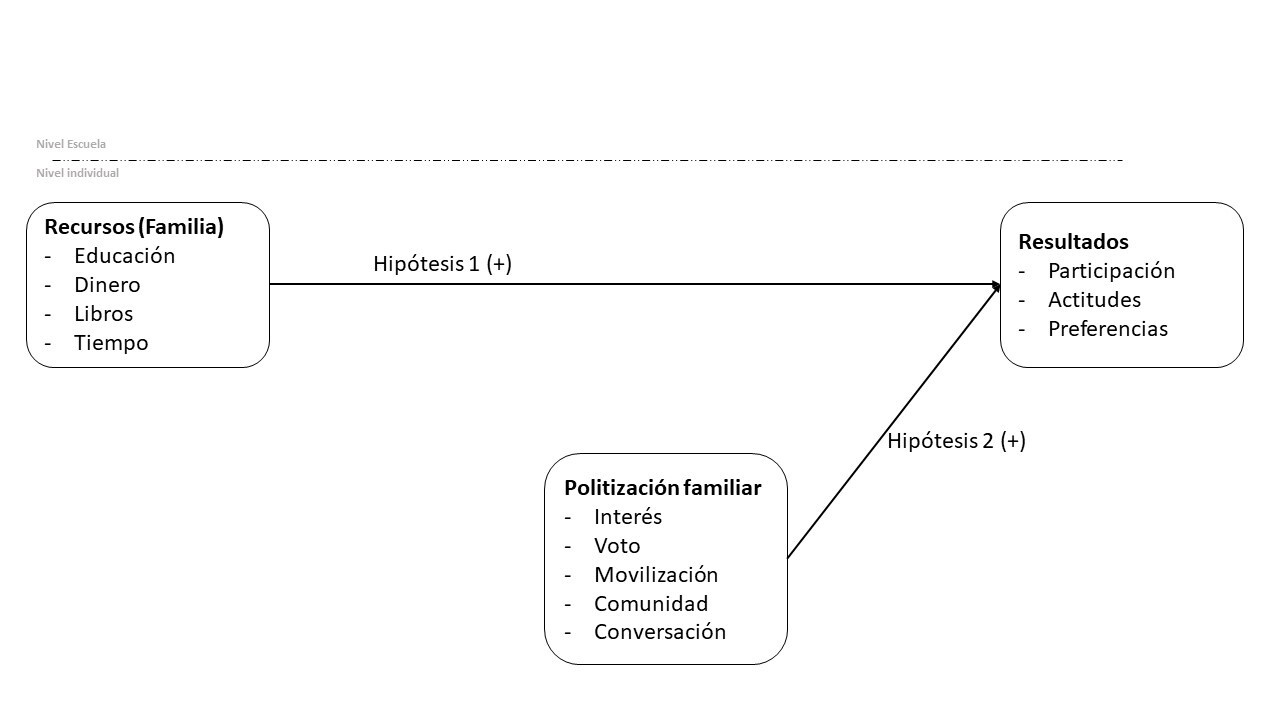 Nivel Escuela
Nivel individual
Recursos (Familia)
- Educación
- Dinero
- Libros
- Tiempo
Hipótesis 1 (+)
Resultados
- Participación
- Actitudes
- Preferencias
Hipótesis 2 (+)
Politización familiar
- Interés
- Voto
- Movilización
- Comunidad
- Conversación